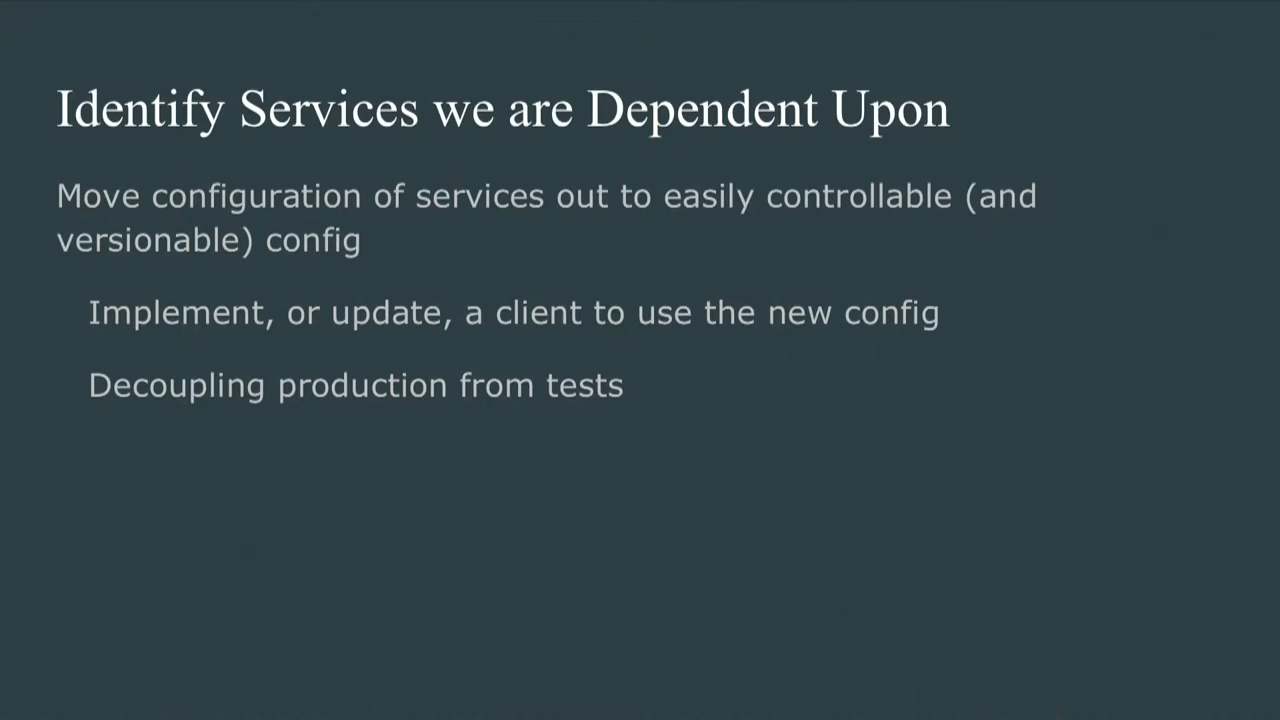 Identify Services we are Dependent Upon
Move configuration of services out to easily controllable (and
versionable) config
Implement, or update, a client to use the new config
Decoupling production from tests